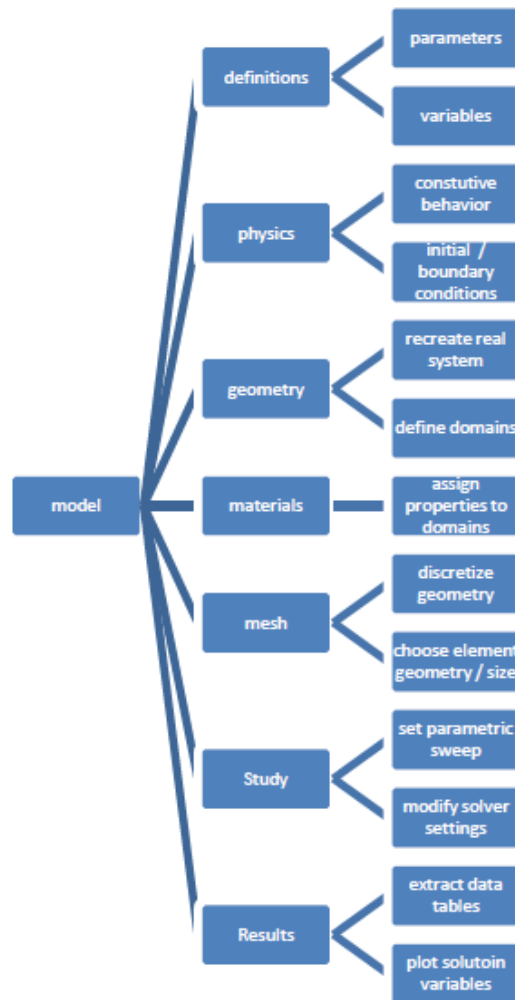 parameters
definitions
variables
constutive
behavior
physics
initial /
boundary
conditions
recreate real
system
geometry
define domains
model
materials
assign
properties to
domains
discretize
geometry
mesh
choose element
geometry / size
set parametric
sweep
Study
modify solver
settings
extract data
tables
Results
plot solutoin
variables